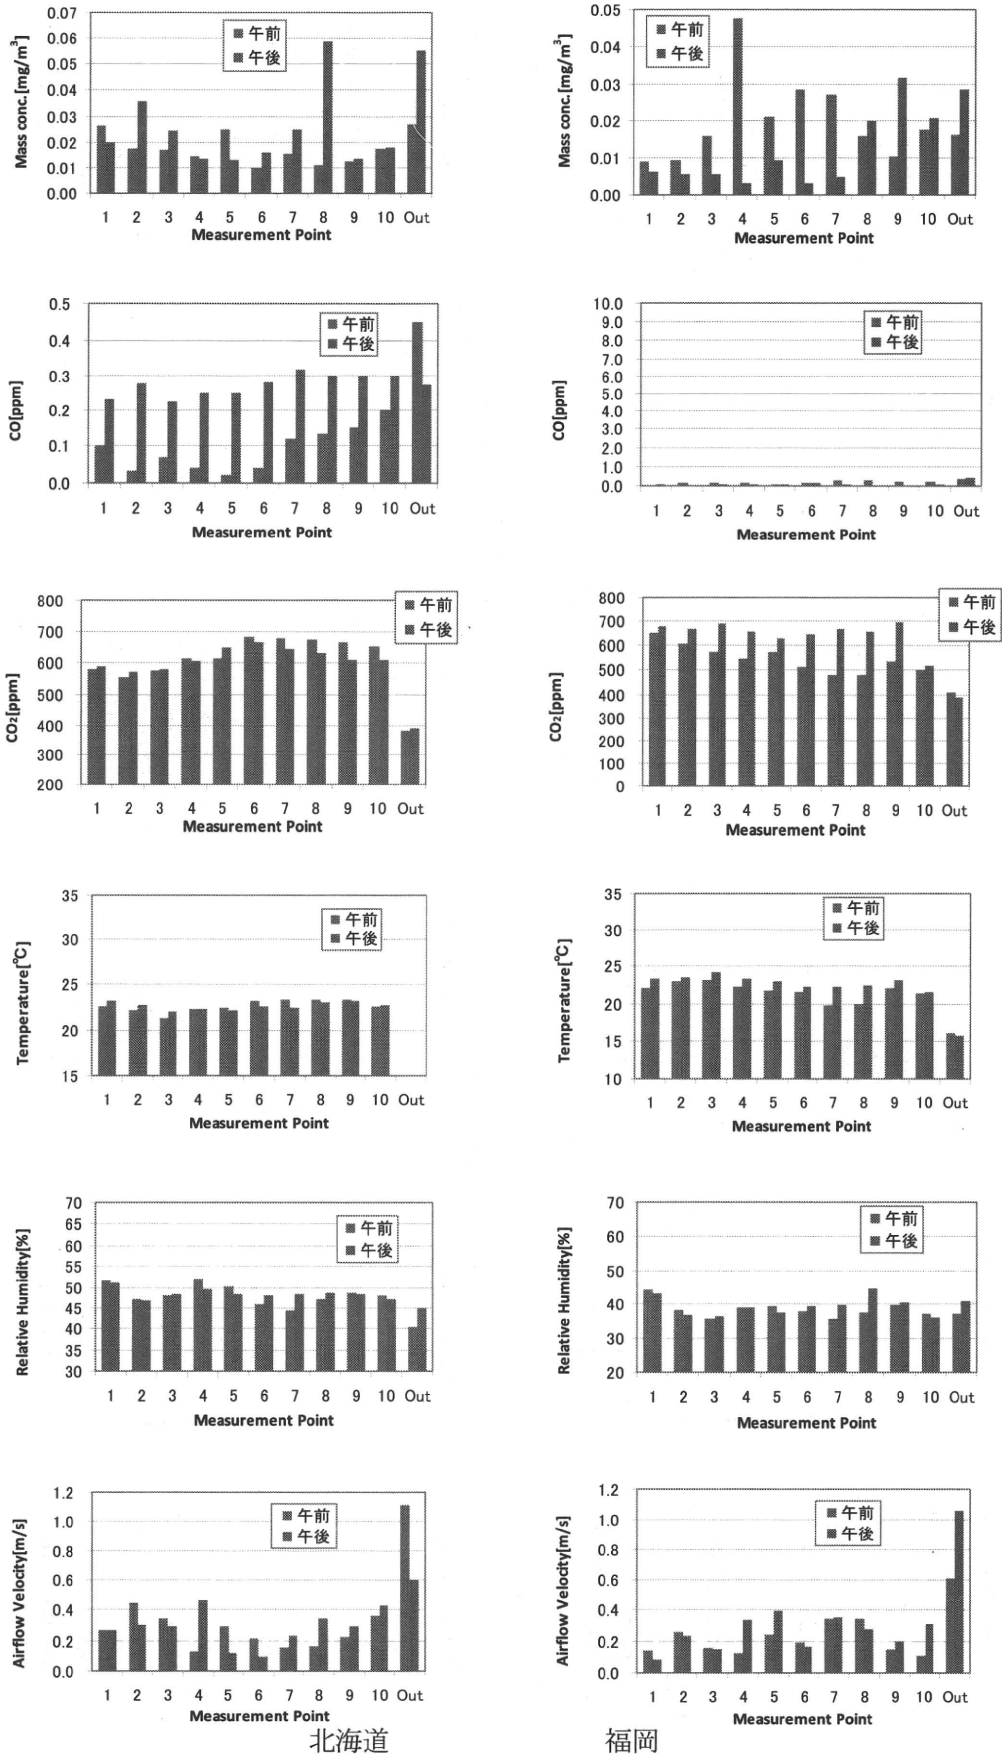 0.07
0.06
0.05
0.04
0.03
0.02
0.01
0.00
Mass conc.[mg/m³]
午前
午後
1 2 3 4 5 6 7 8 9 10 Out
Measurement Point
0.05
0.04
0.03
0.02
0.01
0.00
Mass conc.[mg/m³]
午前
午後
1 2 3 4 5 6 7 8 9 10 Out
Measurement Point
0.5
0.4
0.3
0.2
0.1
0.0
CO[ppm]
午前
午後
1 2 3 4 5 6 7 8 9 10 Out
Measurement Point
10.0
9.0
8.0
7.0
6.0
5.0
4.0
3.0
2.0
1.0
0.0
CO[ppm]
午前
午後
1 2 3 4 5 6 7 8 9 10 Out
Measurement Point
800
700
600
500
400
300
200
CO₂[ppm]
午前
午後
1 2 3 4 5 6 7 8 9 10 Out
Measurement Point
800
700
600
500
400
300
200
100
0
CO₂[ppm]
午前
午後
1 2 3 4 5 6 7 8 9 10 Out
Measurement Point
35
30
25
20
15
Temperature[℃]
午前
午後
1 2 3 4 5 6 7 8 9 10 Out
Measurement Point
35
30
25
20
15
10
Temperature[℃]
午前
午後
1 2 3 4 5 6 7 8 9 10 Out
Measurement Point
70
65
60
55
50
45
40
35
30
Relative Humidity[%]
午前
午後
1 2 3 4 5 6 7 8 9 10 Out
Measurement Point
70
60
50
40
30
20
Relative Humidity[%]
午前
午後
1 2 3 4 5 6 7 8 9 10 Out
Measurement Point
1.2
1.0
0.8
0.6
0.4
0.2
0.0
Airflow Velocity[m/s]
午前
午後
1 2 3 4 5 6 7 8 9 10 Out
Measurement Point
1.2
1.0
0.8
0.6
0.4
0.2
0.0
Airflow Velocity[m/s]
午前
午後
1 2 3 4 5 6 7 8 9 10 Out
Measurement Point
北海道
福岡